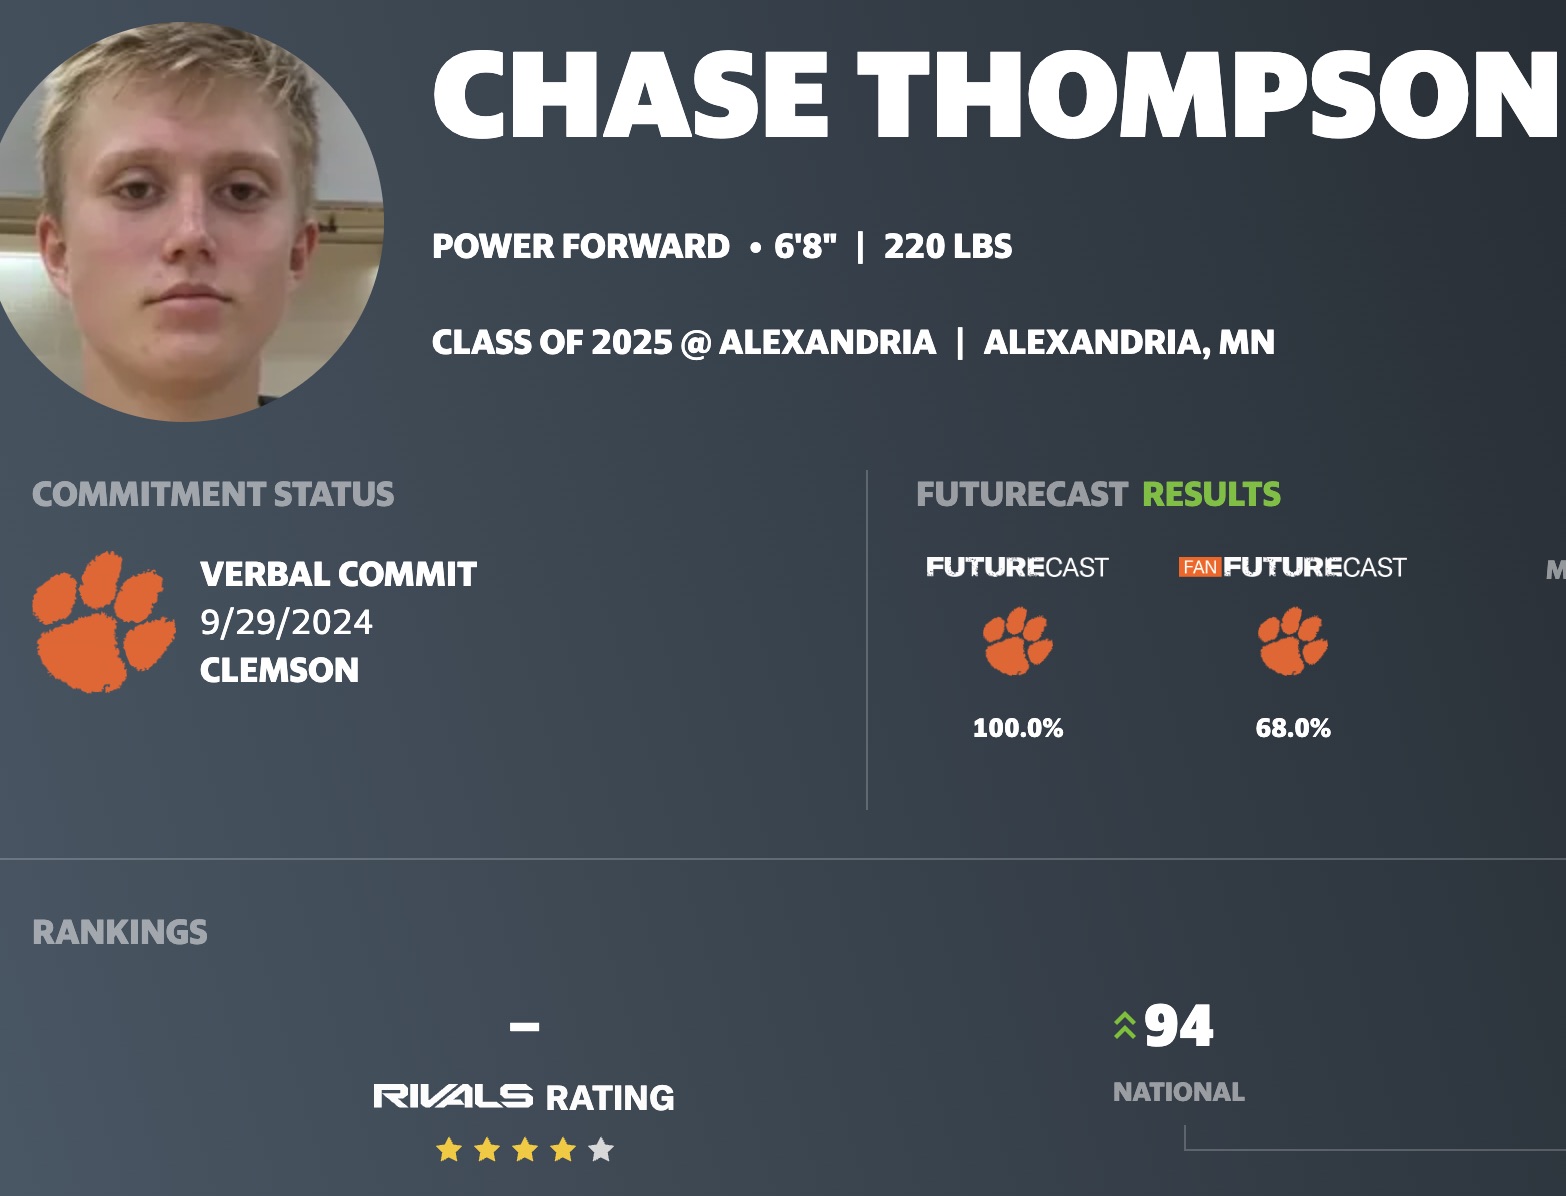 CHASE THOMPSON
POWER FORWARD • 6'8" | 220 LBS
CLASS OF 2025 @ ALEXANDRIA | ALEXANDRIA, MN
COMMITMENT STATUS
VERBAL COMMIT
9/29/2024
CLEMSON
FUTURECAST RESULTS
FUTURECAST
100.0%
FAN FUTURECAST
68.0%
M
RANKINGS
–
RIVALS RATING
94
NATIONAL